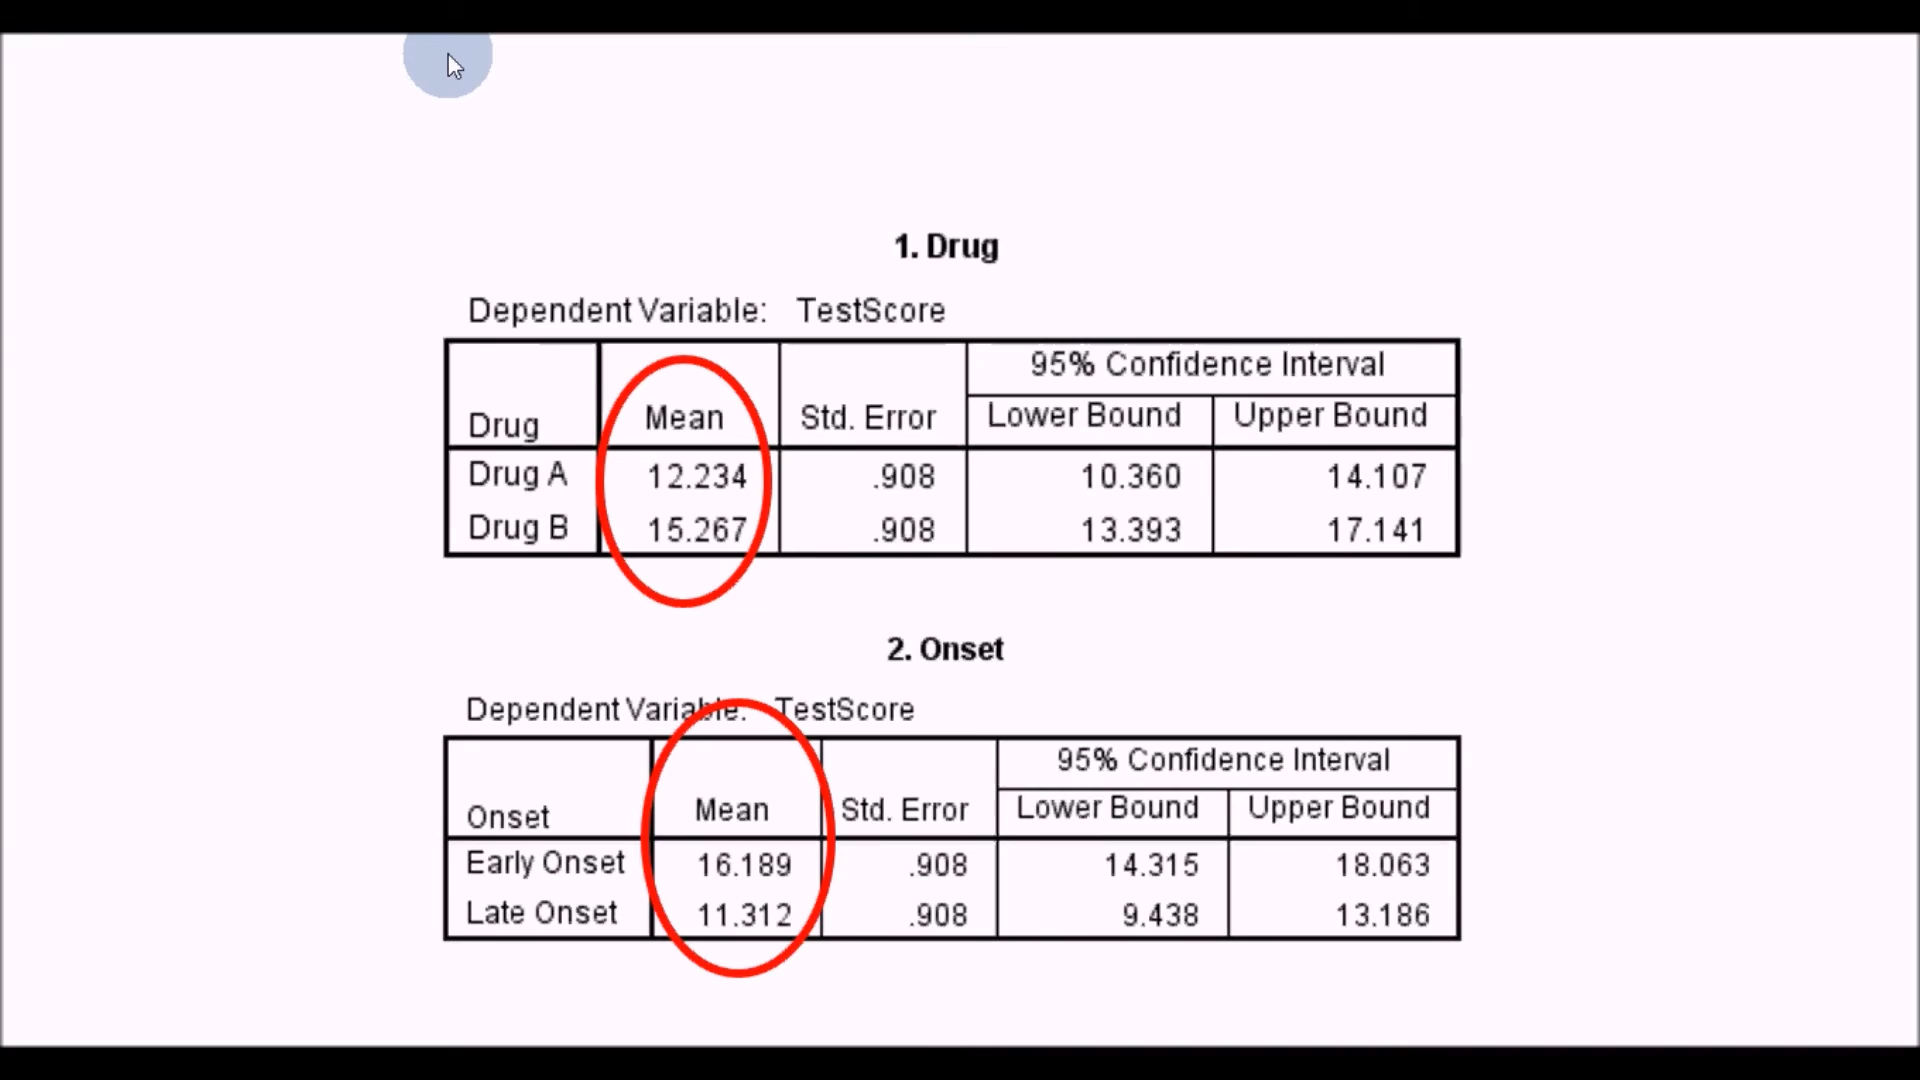 1. Drug
Dependent Variable: TestScore
95% Confidence Interval
Drug Mean Std. Error Lower Bound Upper Bound
Drug A 12.234 .908 10.360 14.107
Drug B 15.267 .908 13.393 17.141
2. Onset
Dependent Variable: TestScore
95% Confidence Interval
Onset Mean Std. Error Lower Bound Upper Bound
Early Onset 16.189 .908 14.315 18.063
Late Onset 11.312 .908 9.438 13.186